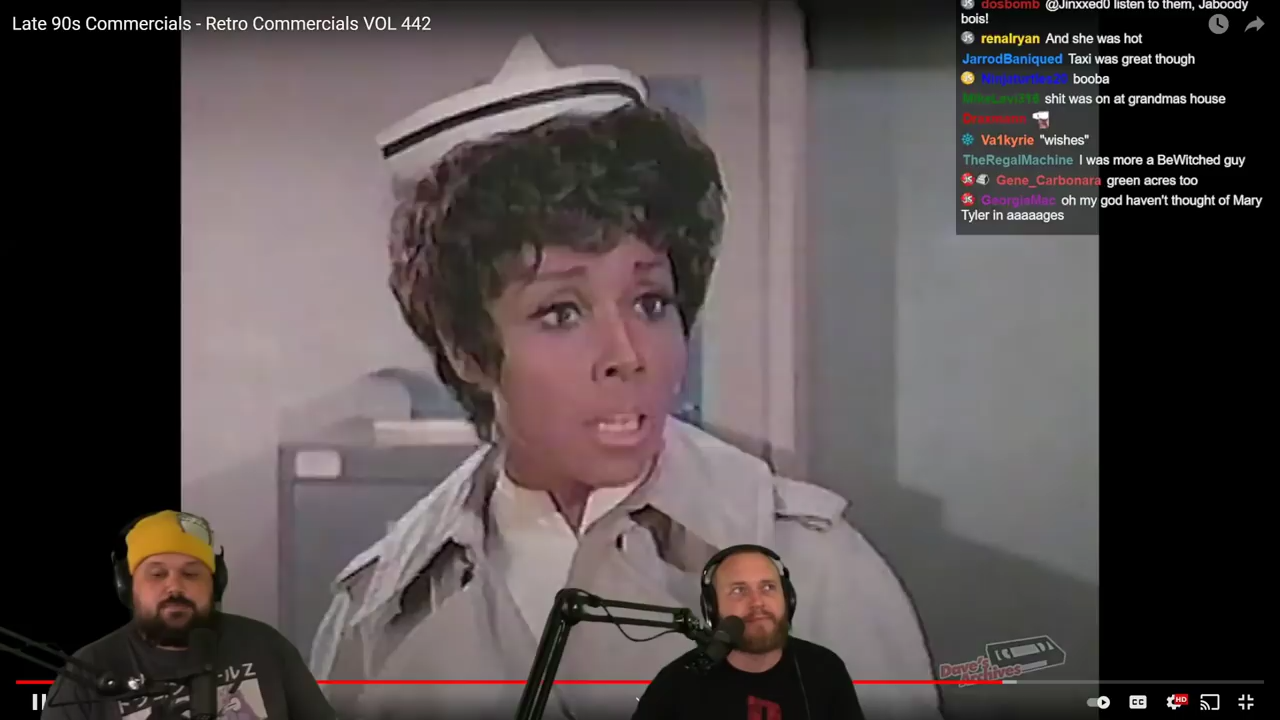 Late 90s Commercials - Retro Commercials VOL 442
dosbomb @Jinxxed0 listen to them, Jaboody
bois!
renalryan And she was hot
JarrodBaniqued Taxi was great though
booba
shit was on at grandmas house
Va1kyrie "wishes"
TheRegalMachine I was more a BeWitched guy
Gene_Carbonara green acres too
GeorgiaMac oh my god haven't thought of Mary
Tyler in aaaaages
Dave's
Archives
CC
HD